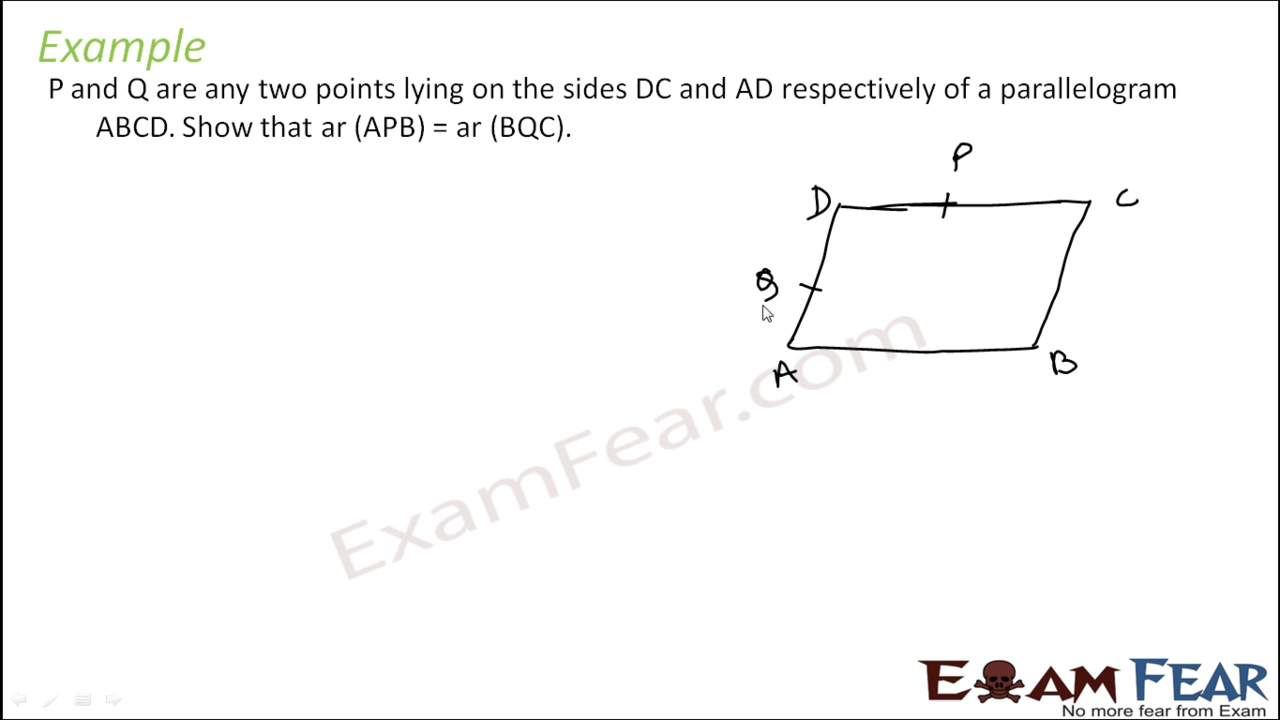 Example
P and Q are any two points lying on the sides DC and AD respectively of a parallelogram
ABCD. Show that ar (APB) = ar (BQC).
P
D
C
Q
A
B
ExamFear.com
EXAM FEAR
No more fear from Exam